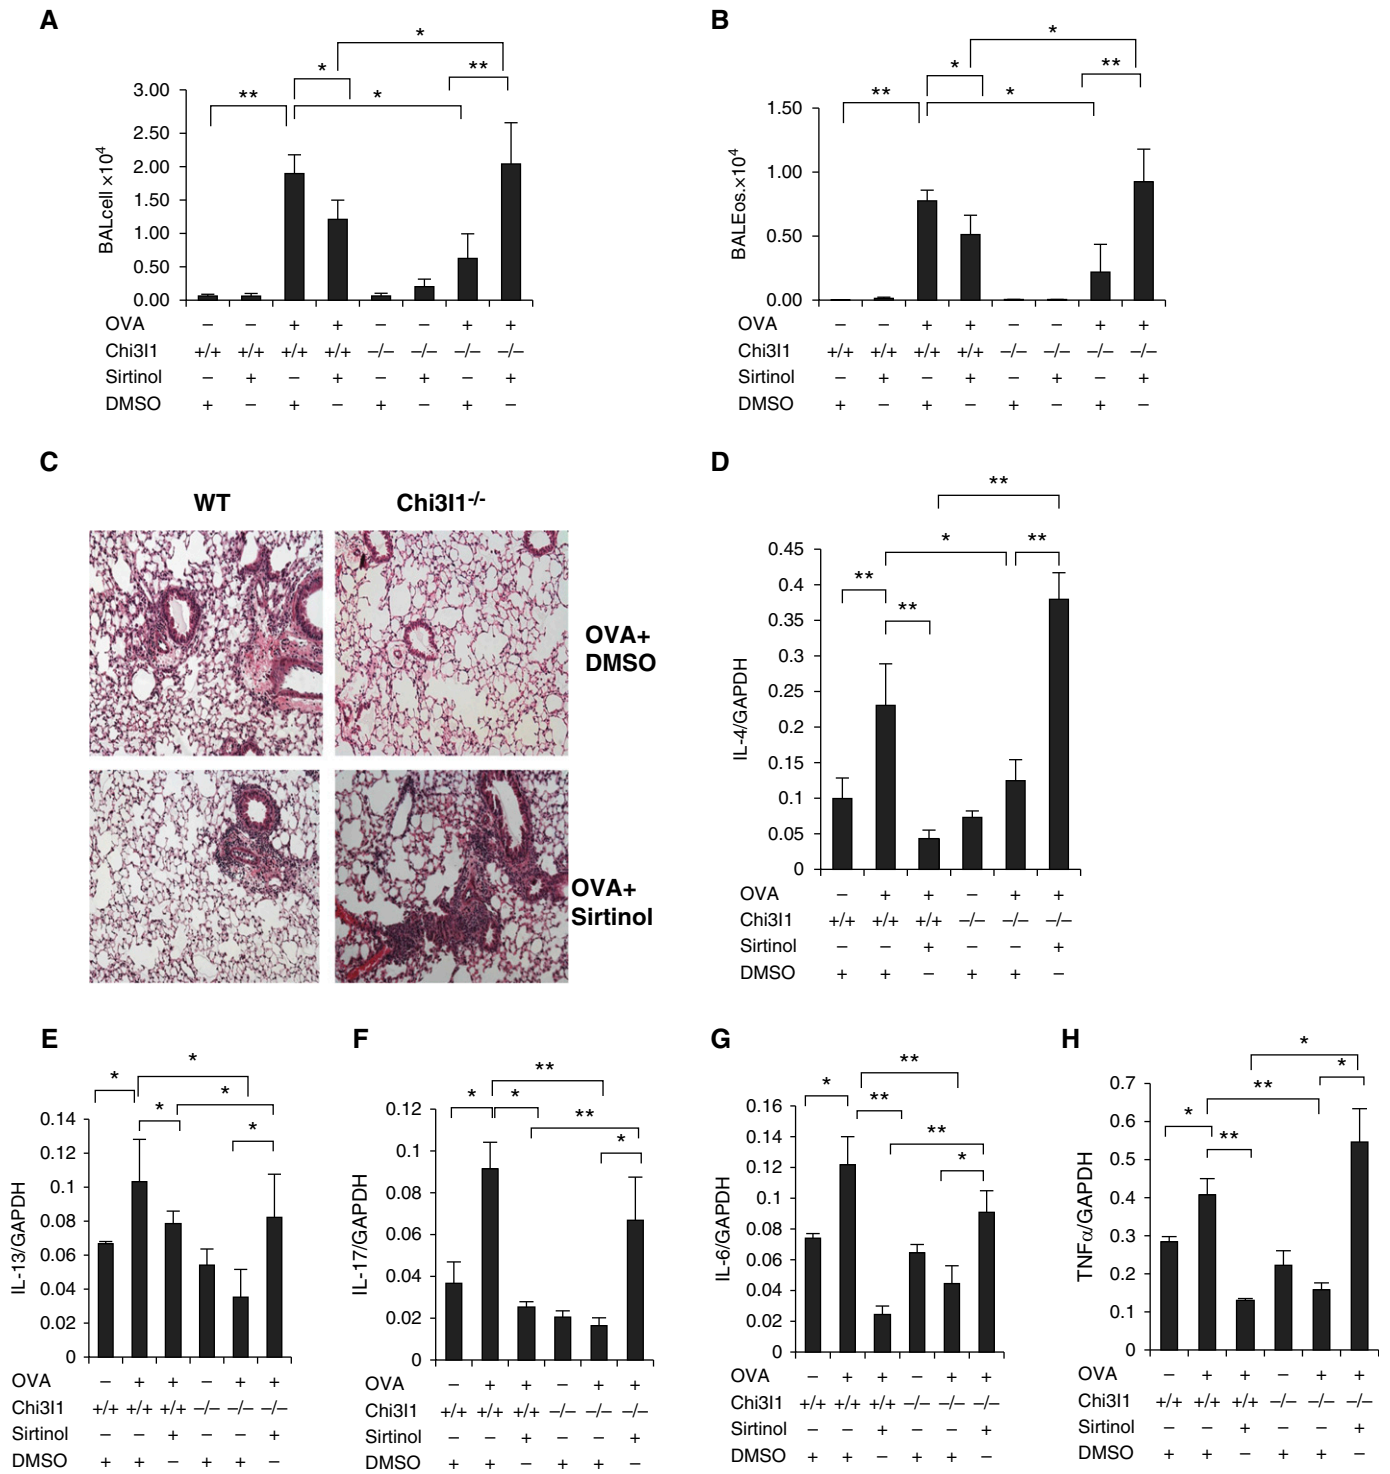 A
B
BALcell ×10⁴
3.00
2.50
2.00
1.50
1.00
0.50
0.00
** * * * **
OVA – – + + – – + +
Chi3l1 +/+ +/+ +/+ +/+ –/– –/– –/– –/–
Sirtinol – + – + – + – +
DMSO + – + – + – + –
BALEos.×10⁴
1.50
1.00
0.50
0.00
** * * * **
OVA – – + + – – + +
Chi3l1 +/+ +/+ +/+ +/+ –/– –/– –/– –/–
Sirtinol – + – + – + – +
DMSO + – + – + – + –
C
WT Chi3l1-/-
OVA+
DMSO
OVA+
Sirtinol
D
IL-4/GAPDH
0.45
0.4
0.35
0.3
0.25
0.2
0.15
0.1
0.05
0
** ** * ** **
OVA – + + – + +
Chi3l1 +/+ +/+ +/+ –/– –/– –/–
Sirtinol – – + – – +
DMSO + + – + + –
E
IL-13/GAPDH
0.14
0.12
0.1
0.08
0.06
0.04
0.02
0
* * * * *
OVA – + + – + +
Chi3l1 +/+ +/+ +/+ –/– –/– –/–
Sirtinol – – + – – +
DMSO + + – + + –
F
IL-17/GAPDH
0.12
0.1
0.08
0.06
0.04
0.02
0
* * ** ** *
OVA – + + – + +
Chi3l1 +/+ +/+ +/+ –/– –/– –/–
Sirtinol – – + – – +
DMSO + + – + + –
G
IL-6/GAPDH
0.16
0.14
0.12
0.1
0.08
0.06
0.04
0.02
0
* ** ** ** *
OVA – + + – + +
Chi3l1 +/+ +/+ +/+ –/– –/– –/–
Sirtinol – – + – – +
DMSO + + – + + –
H
TNFα/GAPDH
0.7
0.6
0.5
0.4
0.3
0.2
0.1
0
* ** ** * *
OVA – + + – + +
Chi3l1 +/+ +/+ +/+ –/– –/– –/–
Sirtinol – – + – – +
DMSO + + – + + –